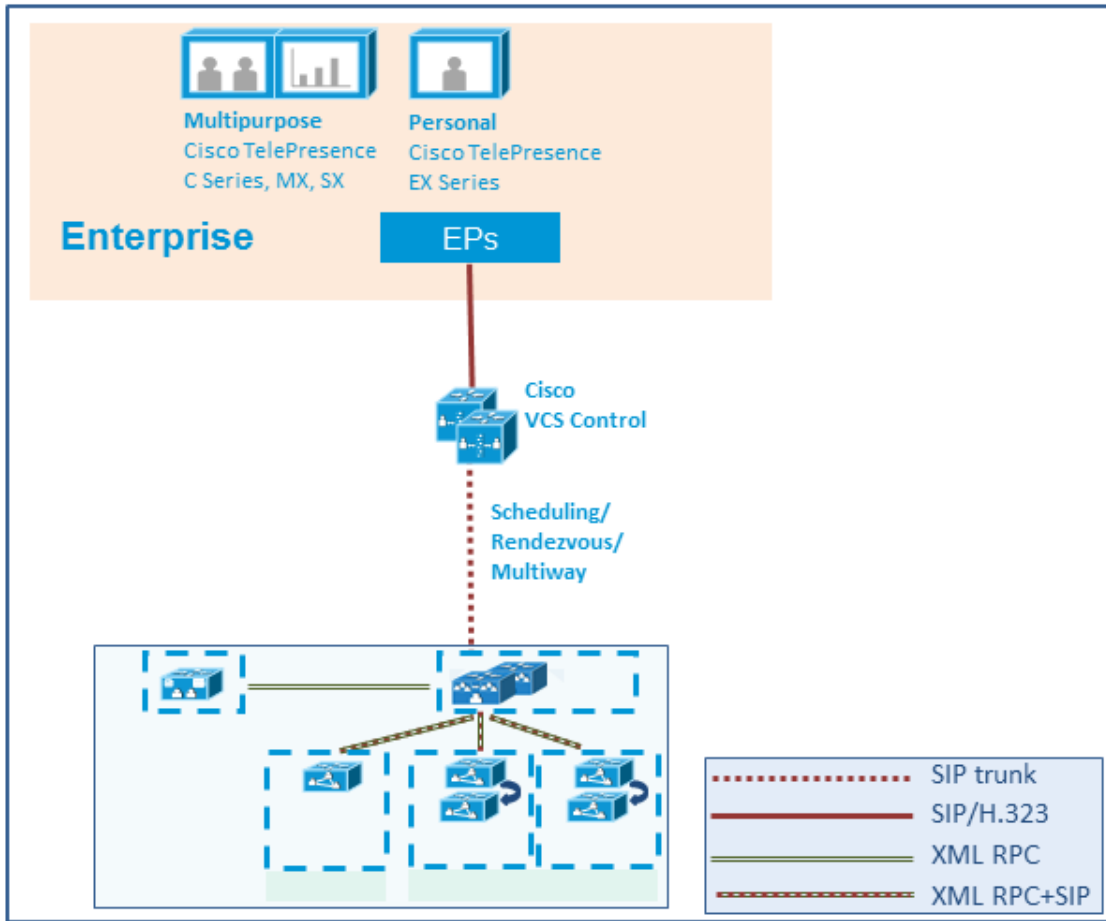 Multipurpose
Cisco TelePresence
C Series, MX, SX
Personal
Cisco TelePresence
EX Series
Enterprise
EPs
Cisco
VCS Control
Scheduling/
Rendezvous/
Multiway
SIP trunk
SIP/H.323
XML RPC
XML RPC+SIP